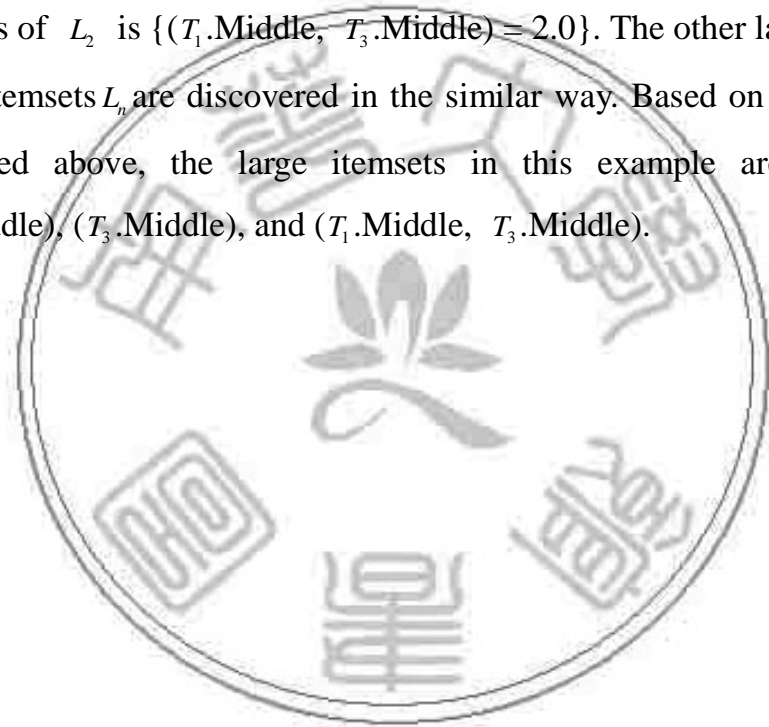 s of L₂ is {(T₁.Middle, T₃.Middle) = 2.0}. The other la
temsets Lₙ are discovered in the similar way. Based on
ed above, the large itemsets in this example ar
dle), (T₃.Middle), and (T₁.Middle, T₃.Middle).